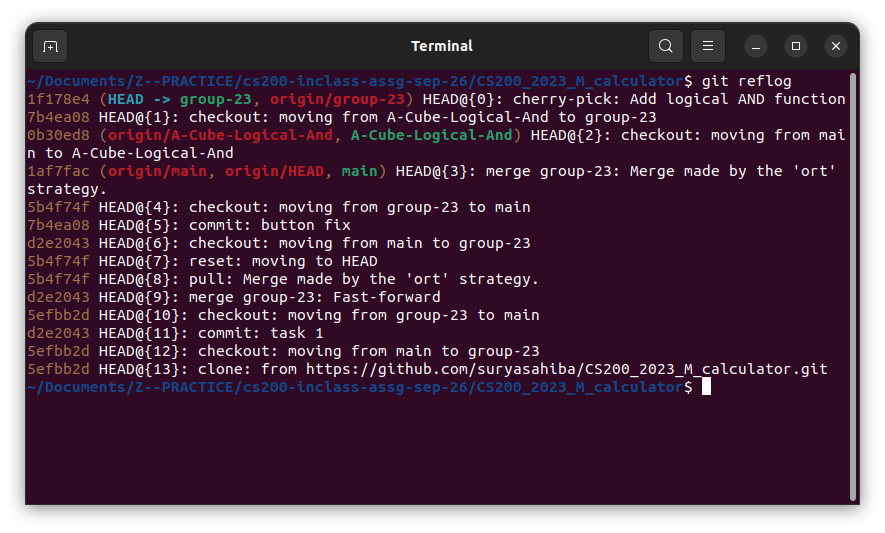 Terminal
~/Documents/Z--PRACTICE/cs200-inclass-assg-sep-26/CS200_2023_M_calculator$ git reflog
1f178e4 (HEAD -> group-23, origin/group-23) HEAD@{0}: cherry-pick: Add logical AND function
7b4ea08 HEAD@{1}: checkout: moving from A-Cube-Logical-And to group-23
0b30ed8 (origin/A-Cube-Logical-And, A-Cube-Logical-And) HEAD@{2}: checkout: moving from mai
n to A-Cube-Logical-And
1af7fac (origin/main, origin/HEAD, main) HEAD@{3}: merge group-23: Merge made by the 'ort'
strategy.
5b4f74f HEAD@{4}: checkout: moving from group-23 to main
7b4ea08 HEAD@{5}: commit: button fix
d2e2043 HEAD@{6}: checkout: moving from main to group-23
5b4f74f HEAD@{7}: reset: moving to HEAD
5b4f74f HEAD@{8}: pull: Merge made by the 'ort' strategy.
d2e2043 HEAD@{9}: merge group-23: Fast-forward
5efbb2d HEAD@{10}: checkout: moving from group-23 to main
d2e2043 HEAD@{11}: commit: task 1
5efbb2d HEAD@{12}: checkout: moving from main to group-23
5efbb2d HEAD@{13}: clone: from https://github.com/suryasahiba/CS200_2023_M_calculator.git
~/Documents/Z--PRACTICE/cs200-inclass-assg-sep-26/CS200_2023_M_calculator$